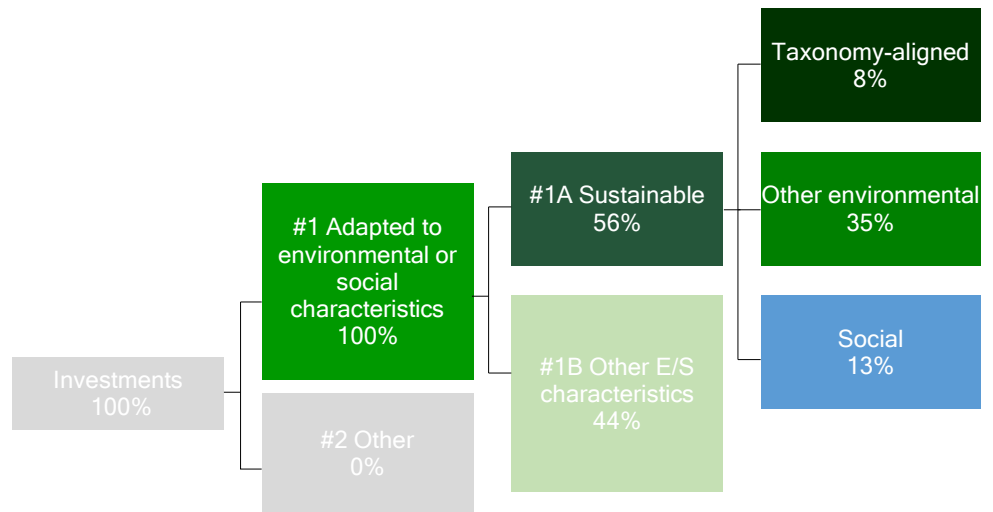 Investments
100%
#1 Adapted to
environmental or
social
characteristics
100%
#2 Other
0%
#1A Sustainable
56%
#1B Other E/S
characteristics
44%
Taxonomy-aligned
8%
Other environmental
35%
Social
13%